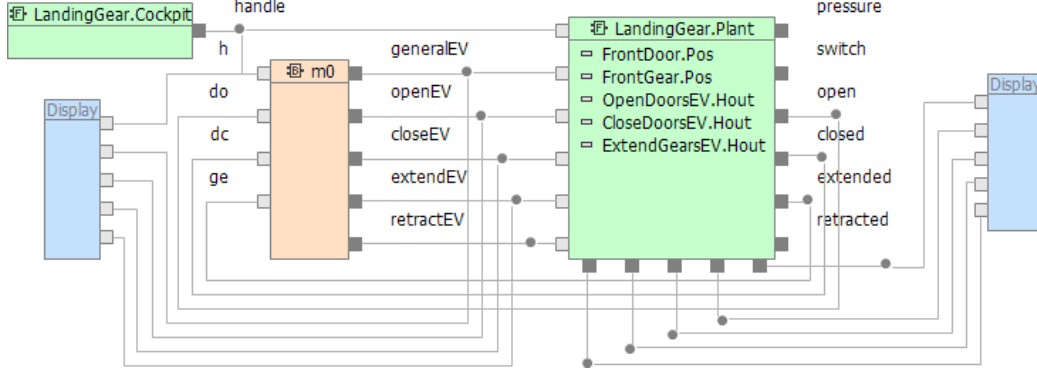 LandingGear.Cockpit
handle
LandingGear.Plant
pressure
h
generalEV
FrontDoor.Pos
switch
m0
FrontGear.Pos
do
openEV
OpenDoorsEV.Hout
open
Display
CloseDoorsEV.Hout
Display
dc
closeEV
ExtendGearsEV.Hout
closed
ge
extendEV
extended
retractEV
retracted